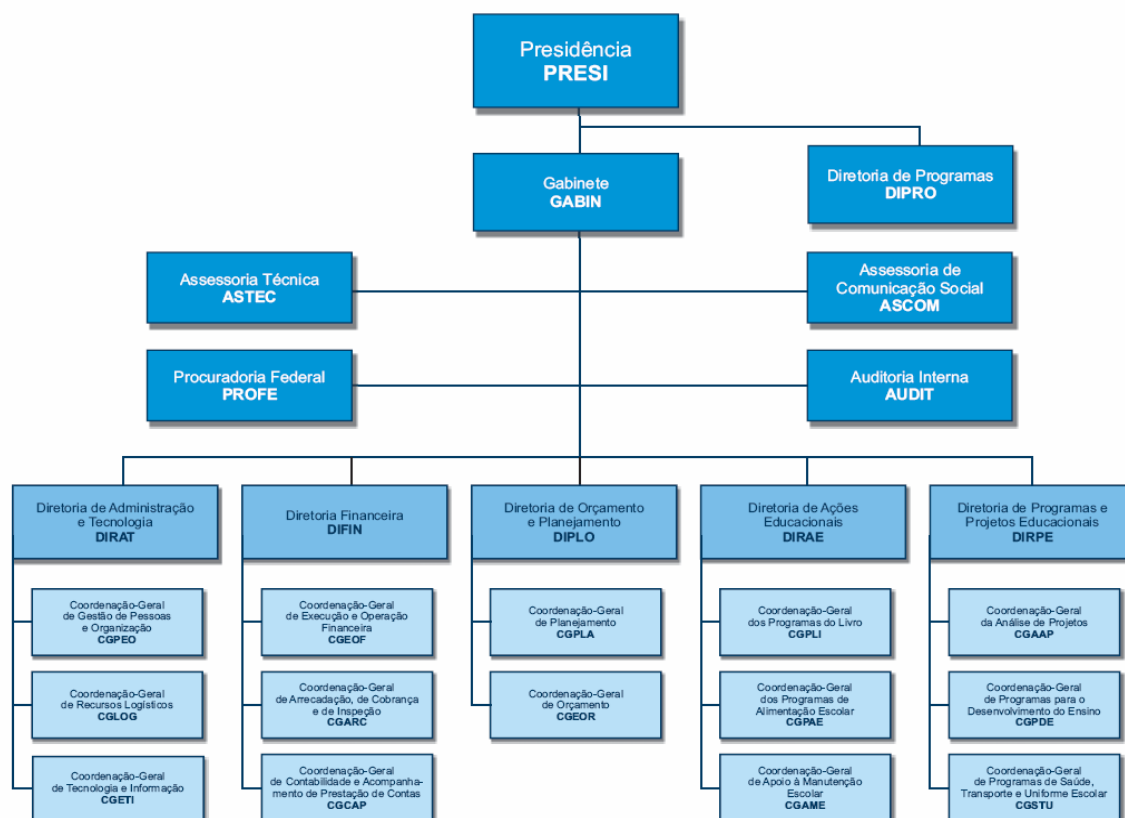 Presidência
PRESI
Gabinete
GABIN
Diretoria de Programas
DIPRO
Assessoria Técnica
ASTEC
Assessoria de
Comunicação Social
ASCOM
Procuradoria Federal
PROFE
Auditoria Interna
AUDIT
Diretoria de Administração
e Tecnologia
DIRAT
Diretoria Financeira
DIFIN
Diretoria de Orçamento
e Planejamento
DIPLO
Diretoria de Ações
Educacionais
DIRAE
Diretoria de Programas e
Projetos Educacionais
DIRPE
Coordenação-Geral
de Gestão de Pessoas
e Organização
CGPEO
Coordenação-Geral
de Execução e Operação
Financeira
CGEOF
Coordenação-Geral
de Planejamento
CGPLA
Coordenação-Geral
dos Programas do Livro
CGPLI
Coordenação-Geral
da Análise de Projetos
CGAAP
Coordenação-Geral
de Recursos Logísticos
CGLOG
Coordenação-Geral
de Arrecadação, de Cobrança
e de Inspeção
CGARC
Coordenação-Geral
de Orçamento
CGEOR
Coordenação-Geral
dos Programas de
Alimentação Escolar
CGPAE
Coordenação-Geral
de Programas para o
Desenvolvimento do Ensino
CGPDE
Coordenação-Geral
de Tecnologia e Informação
CGETI
Coordenação-Geral
de Contabilidade e Acompanha-
mento de Prestação de Contas
CGCAP
Coordenação-Geral
de Apoio à Manutenção
Escolar
CGAME
Coordenação-Geral
de Programas de Saúde,
Transporte e Uniforme Escolar
CGSTU